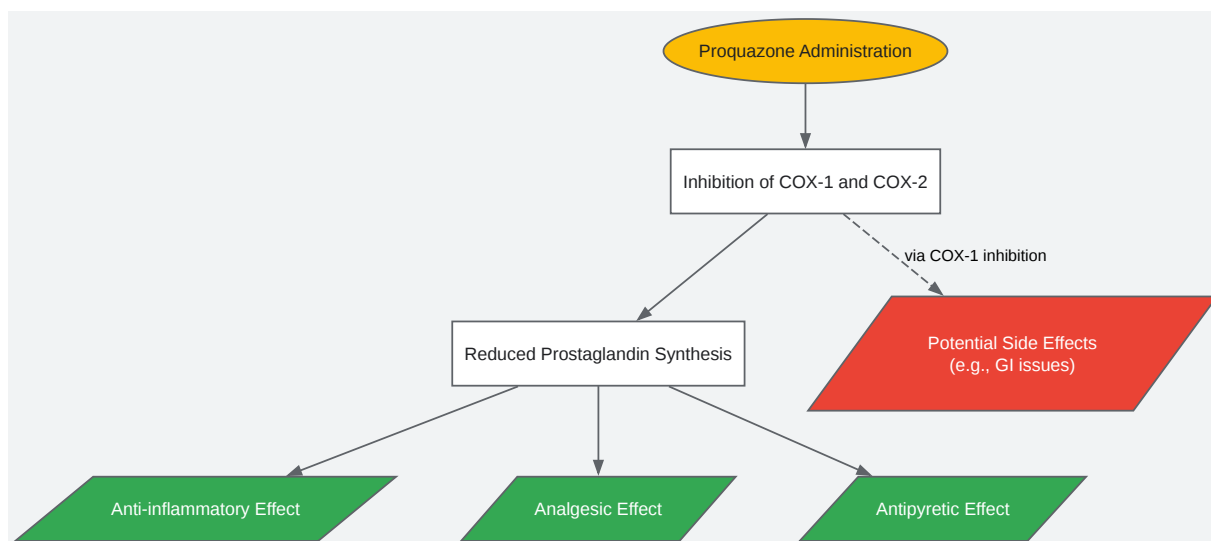 Proquazone Administration
Inhibition of COX-1 and COX-2
via COX-1 inhibition
Potential Side Effects
(e.g., GI issues)
Reduced Prostaglandin Synthesis
Anti-inflammatory Effect
Analgesic Effect
Antipyretic Effect